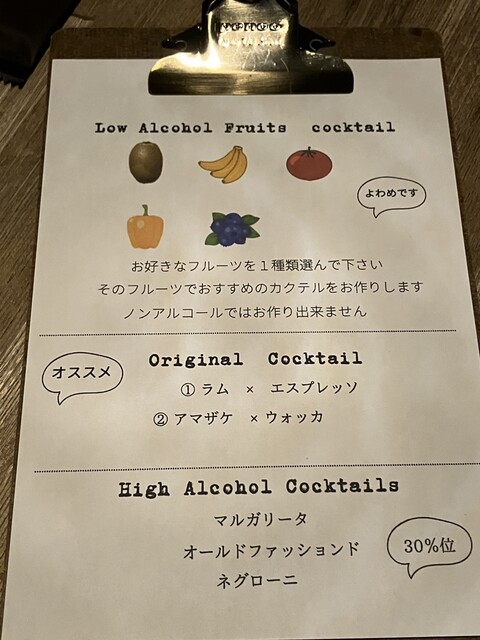 Low Alcohol Fruits cocktail
よわめです
お好きなフルーツを１種類選んで下さい
そのフルーツでおすすめのカクテルをお作りします
ノンアルコールではお作り出来ません
Original Cocktail
オススメ
① ラム × エスプレッソ
② アマザケ × ウォッカ
High Alcohol Cocktails
マルガリータ
オールドファッションド
30%位
ネグローニ